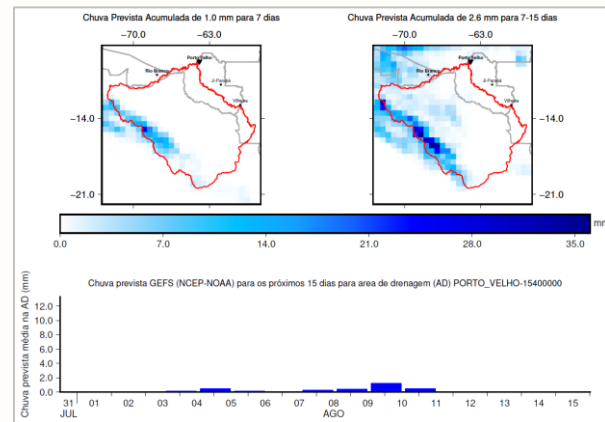 Chuva Prevista Acumulada de 1.0 mm para 7 dias
Chuva Prevista Acumulada de 2.6 mm para 7-15 dias
−70.0 −63.0
−70.0 −63.0
Porto Velho
Rio Branco
Ji-Paraná
Vilhena
Porto Velho
Ji-Paraná
Vilhena
−14.0
−14.0
−21.0
−21.0
mm
0.0 7.0 14.0 21.0 28.0 35.0
Chuva prevista GEFS (NCEP-NOAA) para os próximos 15 dias para area de drenagem (AD) PORTO_VELHO-15400000
Chuva prevista média na AD (mm)
12.0
10.0
8.0
6.0
4.0
2.0
0.0
31 01 02 03 04 05 06 07 08 09 10 11 12 13 14 15
JUL AGO